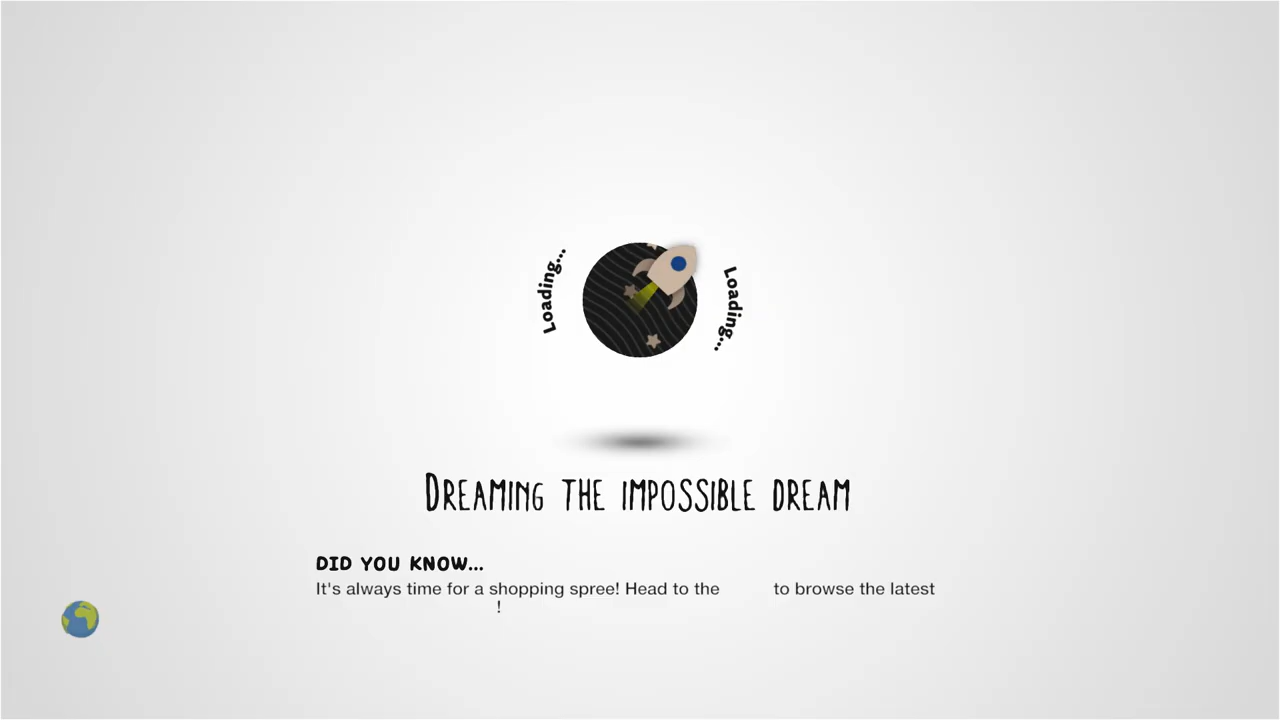 Loading...
Loading...
Dreaming the impossible dream
DID YOU KNOW...
It's always time for a shopping spree! Head to the to browse the latest
!